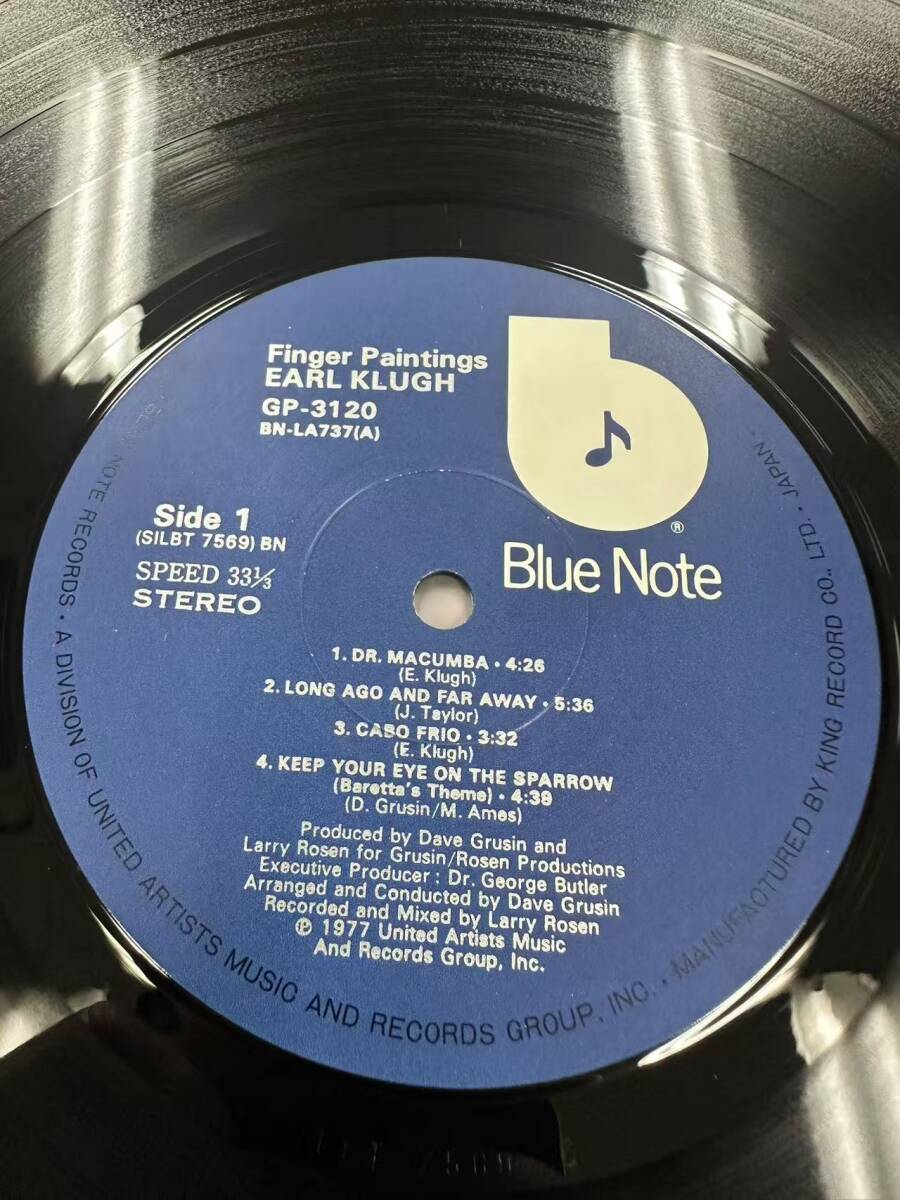 Finger Paintings
EARL KLUGH
GP-3120
BN-LA737(A)
®
Blue Note
Side 1
(SILBT 7569) BN
SPEED 33⅓
STEREO
1. DR. MACUMBA • 4:26
(E. Klugh)
2. LONG AGO AND FAR AWAY • 5:36
(J. Taylor)
3. CABO FRIO • 3:32
(E. Klugh)
4. KEEP YOUR EYE ON THE SPARROW
(Baretta's Theme) • 4:38
(D. Grusin/M. Ames)
Produced by Dave Grusin and
Larry Rosen for Grusin/Rosen Productions
Executive Producer: Dr. George Butler
Arranged and Conducted by Dave Grusin
Recorded and Mixed by Larry Rosen
℗ 1977 United Artists Music
And Records Group, Inc.
BLUE NOTE RECORDS • A DIVISION OF UNITED ARTISTS MUSIC AND RECORDS GROUP, INC. • MANUFACTURED BY KING RECORD CO., LTD. • JAPAN •